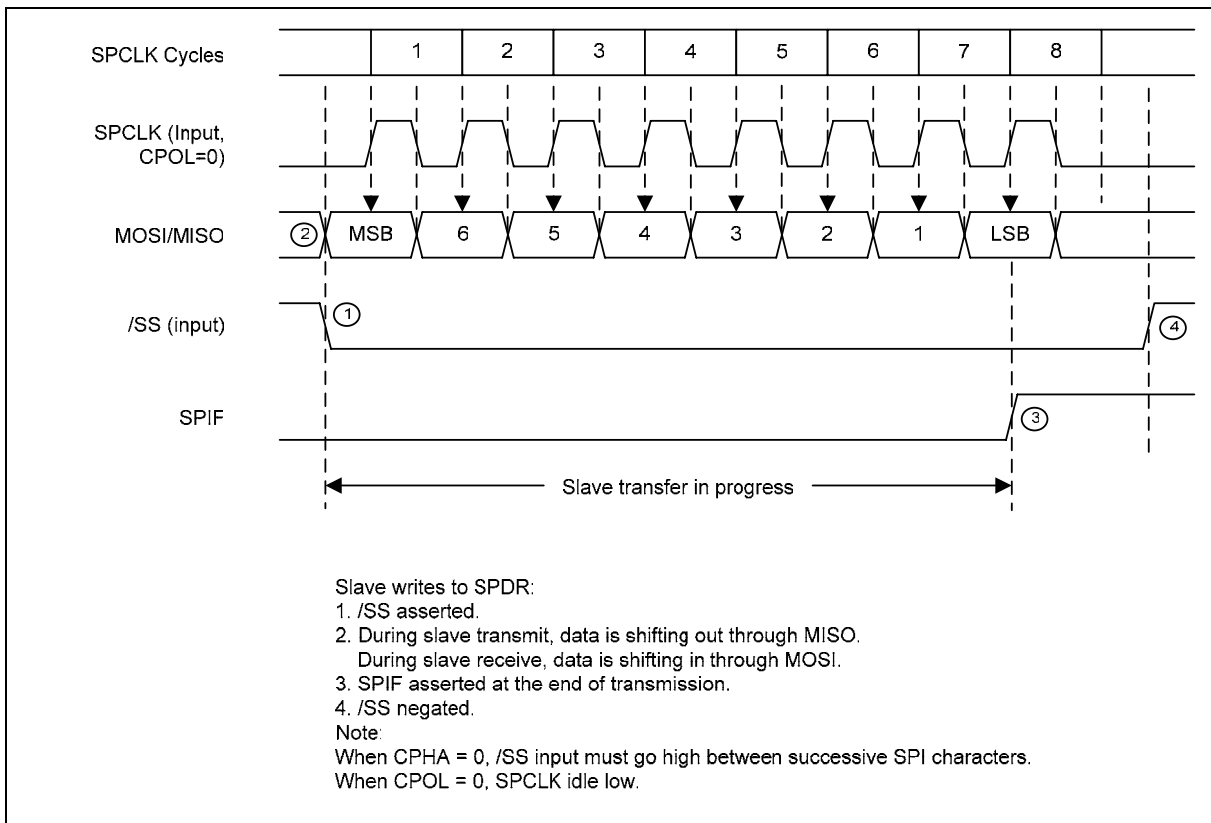 SPCLK Cycles
1 2 3 4 5 6 7 8
SPCLK (Input,
CPOL=0)
MOSI/MISO
2 MSB 6 5 4 3 2 1 LSB
/SS (input)
1
4
SPIF
3
Slave transfer in progress
Slave writes to SPDR:
1. /SS asserted.
2. During slave transmit, data is shifting out through MISO.
During slave receive, data is shifting in through MOSI.
3. SPIF asserted at the end of transmission.
4. /SS negated.
Note:
When CPHA = 0, /SS input must go high between successive SPI characters.
When CPOL = 0, SPCLK idle low.